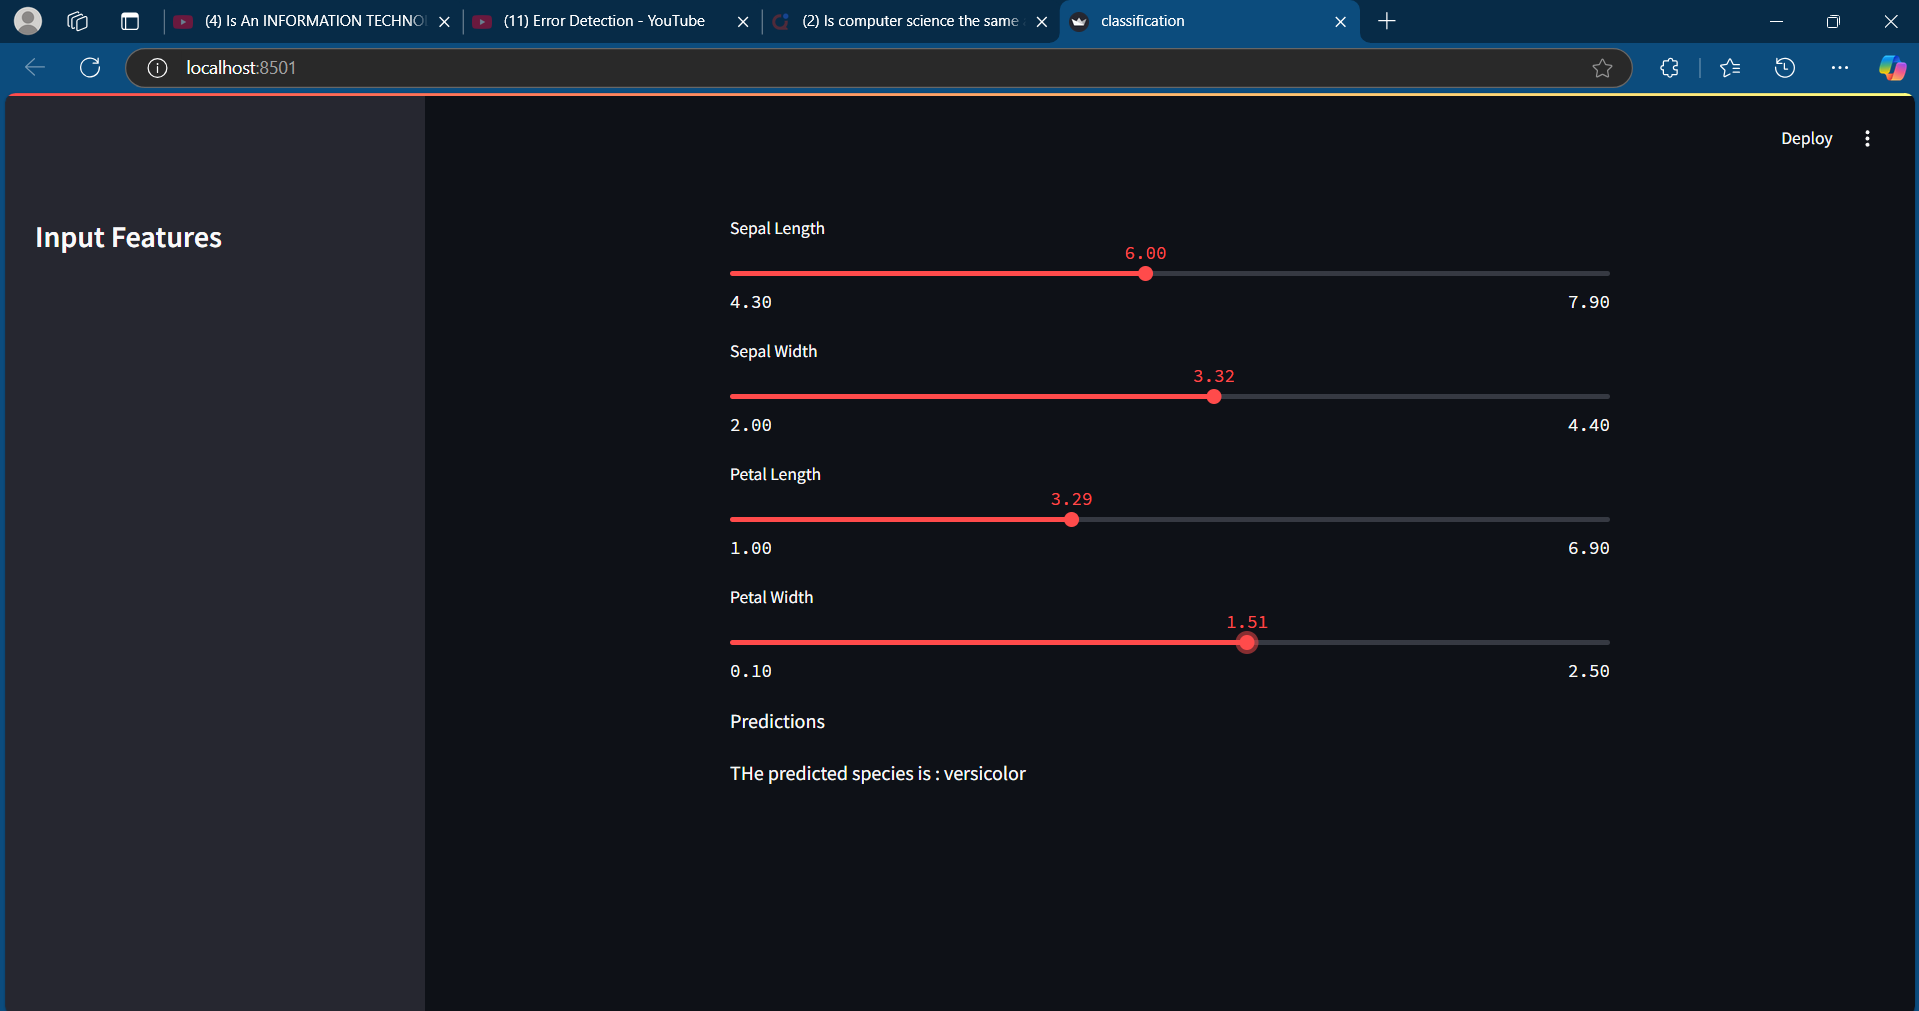 (4) Is An INFORMATION TECHNOL
(11) Error Detection - YouTube
(2) Is computer science the same
classification
localhost:8501
Deploy
Input Features
Sepal Length
6.00
4.30 7.90
Sepal Width
3.32
2.00 4.40
Petal Length
3.29
1.00 6.90
Petal Width
1.51
0.10 2.50
Predictions
THe predicted species is : versicolor